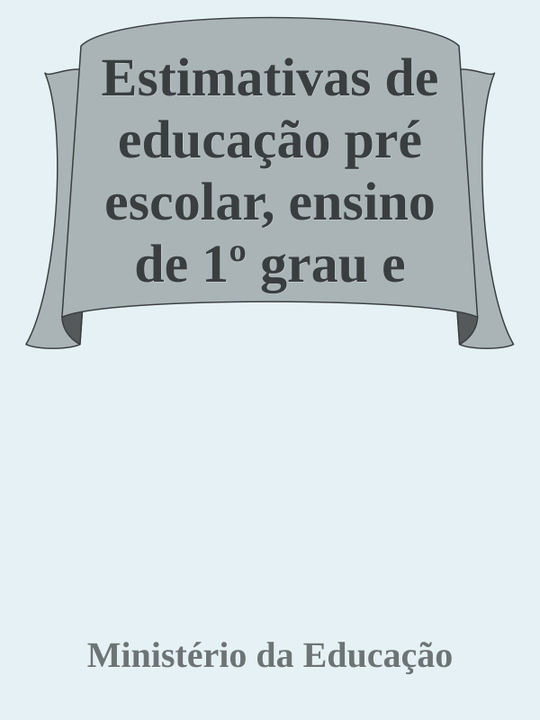 Estimativas de
educação pré
escolar, ensino
de 1º grau e
Ministério da Educação